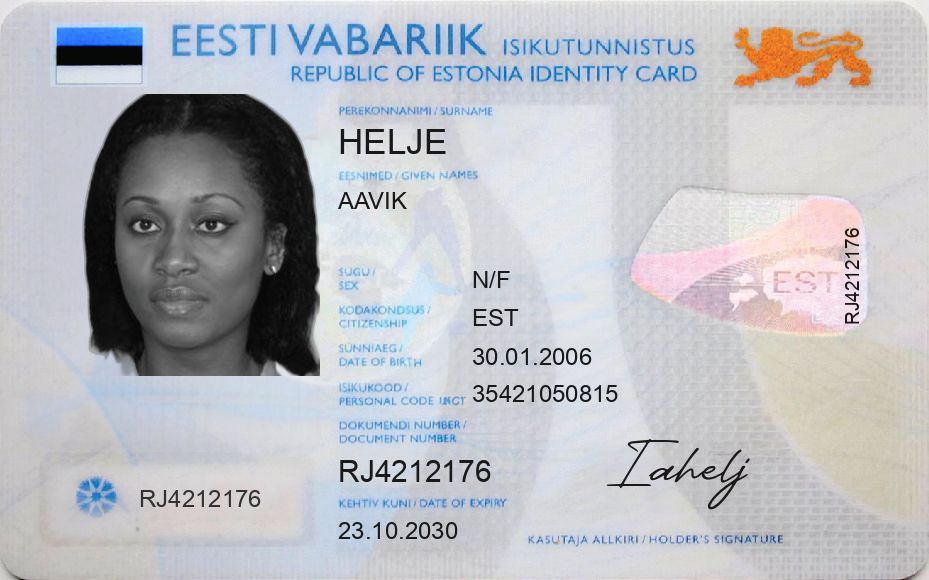 EESTI VABARIIK ISIKUTUNNISTUS
REPUBLIC OF ESTONIA IDENTITY CARD
PEREKONNANIMI / SURNAME
HELJE
EESNIMED / GIVEN NAMES
AAVIK
SUGU /
SEX
N/F
KODAKONDSUS /
CITIZENSHIP
EST
SÜNNIAEG /
DATE OF BIRTH
30.01.2006
ISIKUKOOD /
PERSONAL CODE
35421050815
DOKUMENDI NUMBER /
DOCUMENT NUMBER
RJ4212176
KEHTIV KUNI / DATE OF EXPIRY
23.10.2030
RJ4212176
EST
RJ4212176
Iahelj
KASUTAJA ALLKIRI / HOLDER'S SIGNATURE